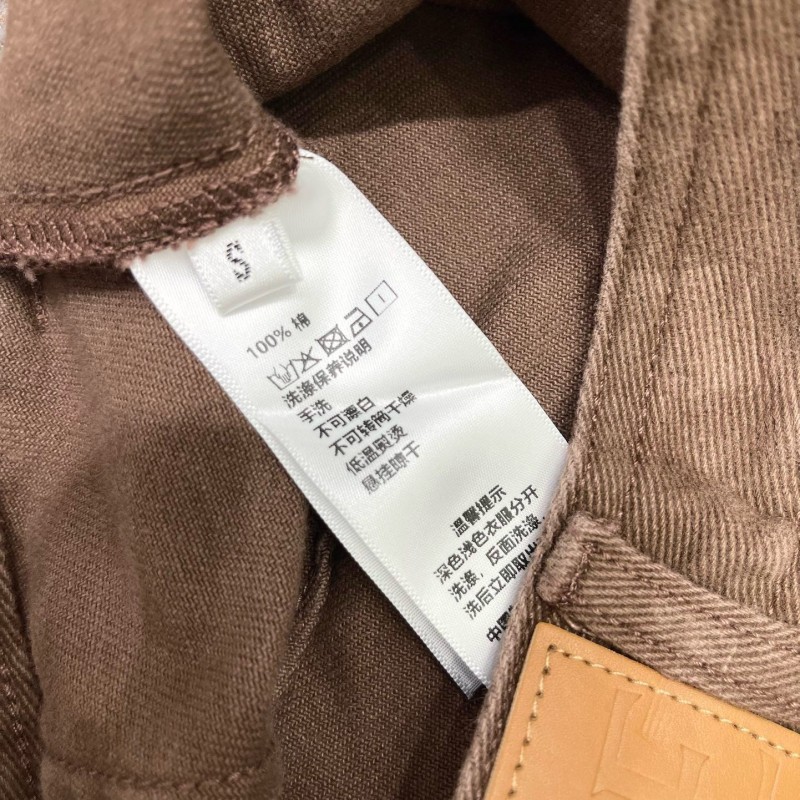 S
100% 棉
洗涤保养说明
手洗
不可漂白
不可转筒干燥
低温熨烫
悬挂晾干
温馨提示
深色浅色衣服分开
洗涤，反面洗涤．
洗后立即取出
中国